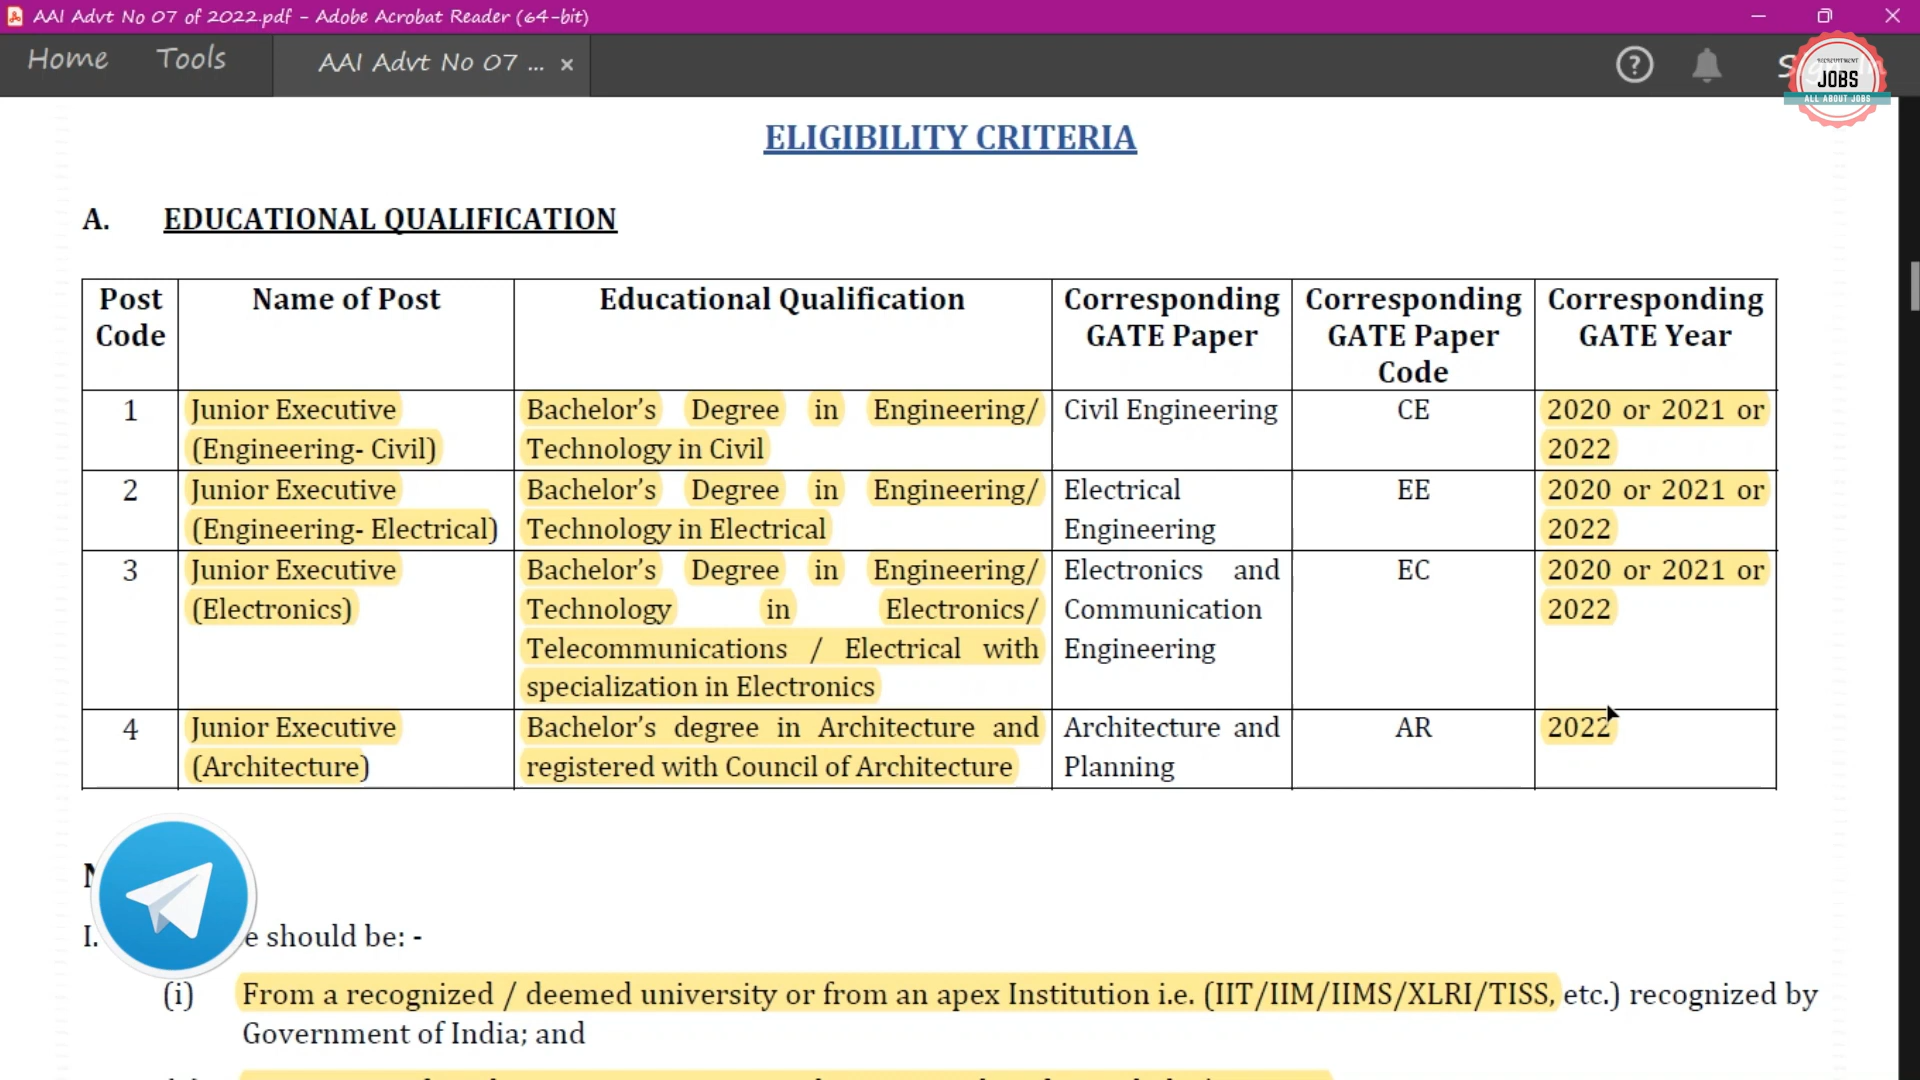 AAI Advt No 07 of 2022.pdf - Adobe Acrobat Reader (64-bit)
Home Tools AAI Advt No 07 ... ×
RECRUITMENT
JOBS
ALL ABOUT JOBS
ELIGIBILITY CRITERIA
A. EDUCATIONAL QUALIFICATION
Post Code Name of Post Educational Qualification Corresponding GATE Paper Corresponding GATE Paper Code Corresponding GATE Year
1 Junior Executive (Engineering- Civil) Bachelor's Degree in Engineering/ Technology in Civil Civil Engineering CE 2020 or 2021 or 2022
2 Junior Executive (Engineering- Electrical) Bachelor's Degree in Engineering/ Technology in Electrical Electrical Engineering EE 2020 or 2021 or 2022
3 Junior Executive (Electronics) Bachelor's Degree in Engineering/ Technology in Electronics/ Telecommunications / Electrical with specialization in Electronics Electronics and Communication Engineering EC 2020 or 2021 or 2022
4 Junior Executive (Architecture) Bachelor's degree in Architecture and registered with Council of Architecture Architecture and Planning AR 2022
I. should be: -
(i) From a recognized / deemed university or from an apex Institution i.e. (IIT/IIM/IIMS/XLRI/TISS, etc.) recognized by
Government of India; and